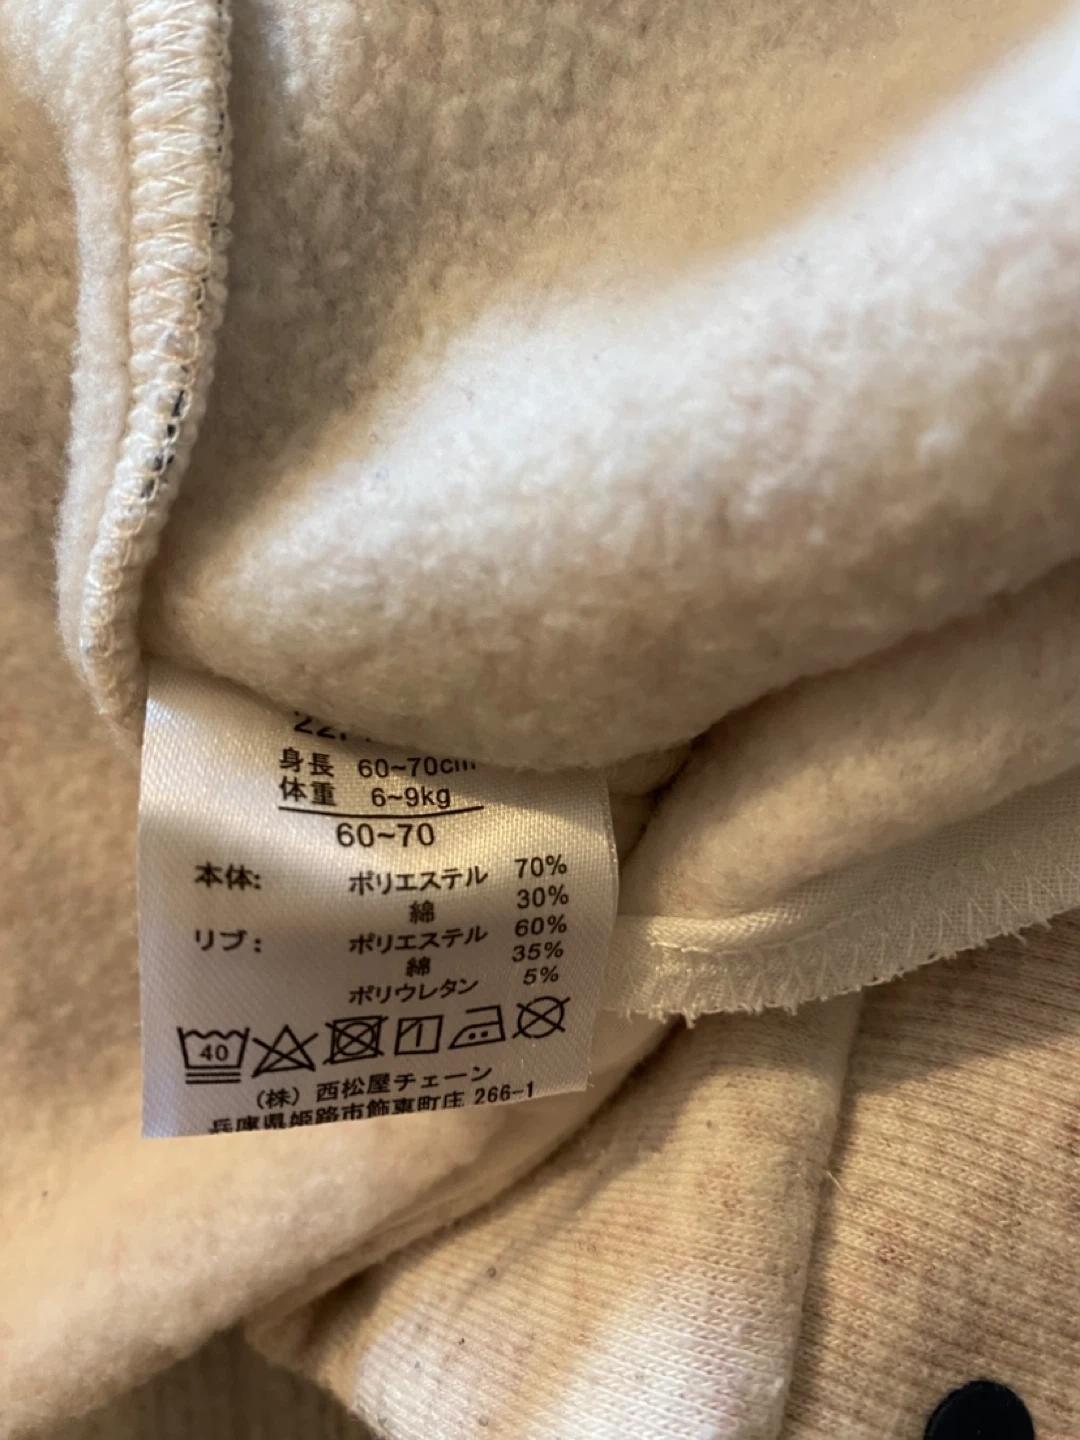 身長 60~70cm
体重 6~9kg
60~70
本体: ポリエステル 70%
綿 30%
リブ: ポリエステル 60%
綿 35%
ポリウレタン 5%
40
(株) 西松屋チェーン
兵庫県姫路市飾東町庄 266-1